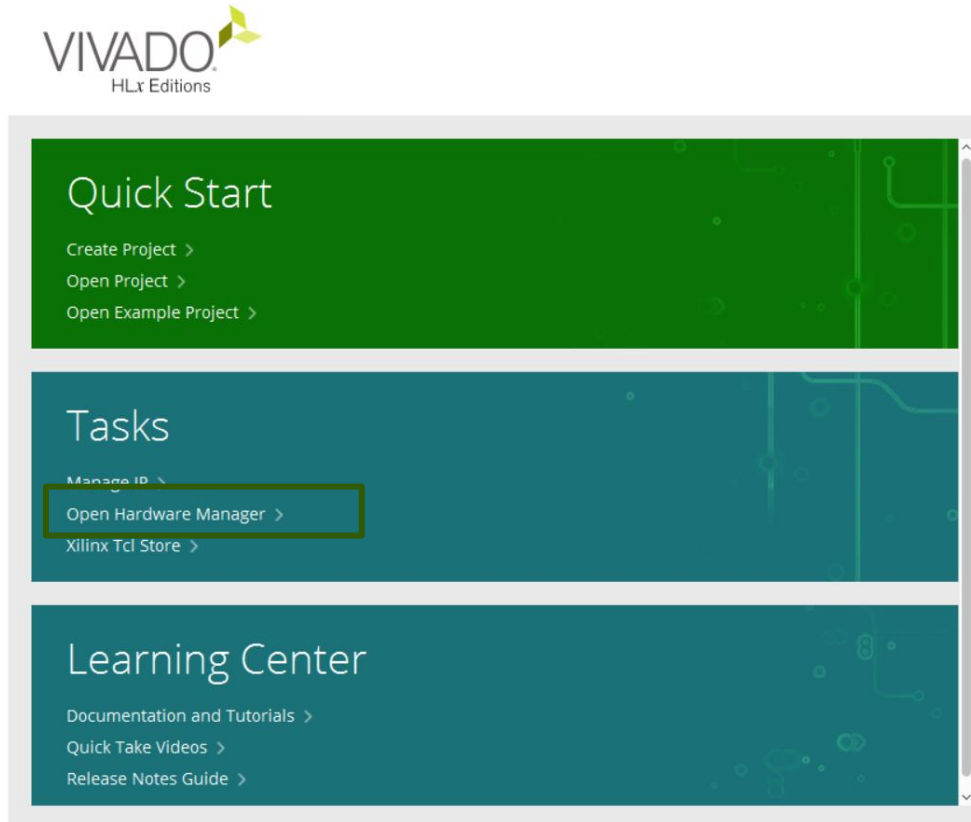 VIVADO
HLx Editions
Quick Start
Create Project >
Open Project >
Open Example Project >
Tasks
Manage IP >
Open Hardware Manager >
Xilinx Tcl Store >
Learning Center
Documentation and Tutorials >
Quick Take Videos >
Release Notes Guide >